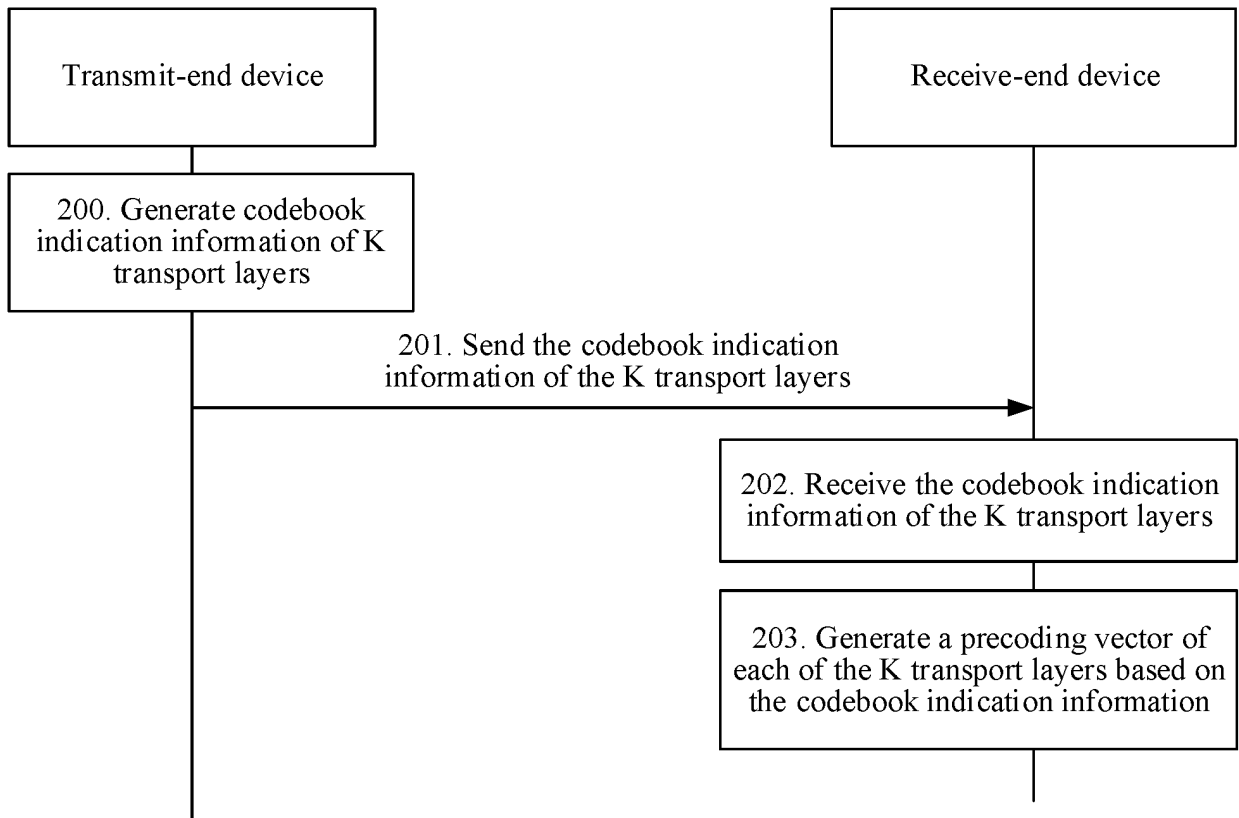 Transmit-end device
Receive-end device
200. Generate codebook
indication information of K
transport layers
201. Send the codebook indication
information of the K transport layers
202. Receive the codebook indication
information of the K transport layers
203. Generate a precoding vector of
each of the K transport layers based on
the codebook indication information